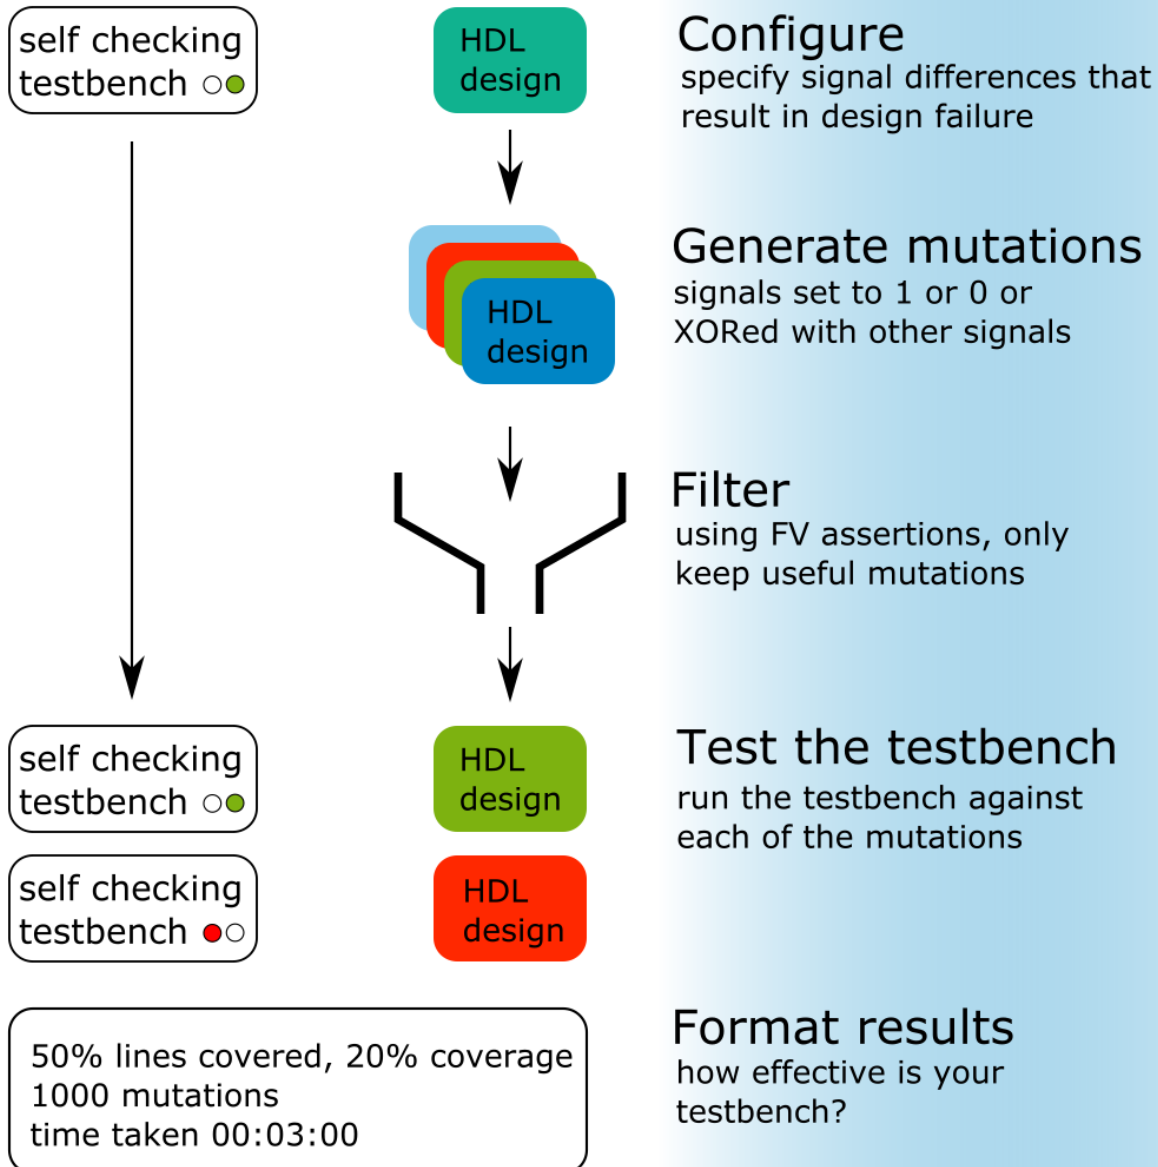 self checking
testbench
HDL
design
Configure
specify signal differences that
result in design failure
HDL
design
Generate mutations
signals set to 1 or 0 or
XORed with other signals
Filter
using FV assertions, only
keep useful mutations
self checking
testbench
HDL
design
Test the testbench
run the testbench against
each of the mutations
self checking
testbench
HDL
design
50% lines covered, 20% coverage
1000 mutations
time taken 00:03:00
Format results
how effective is your
testbench?